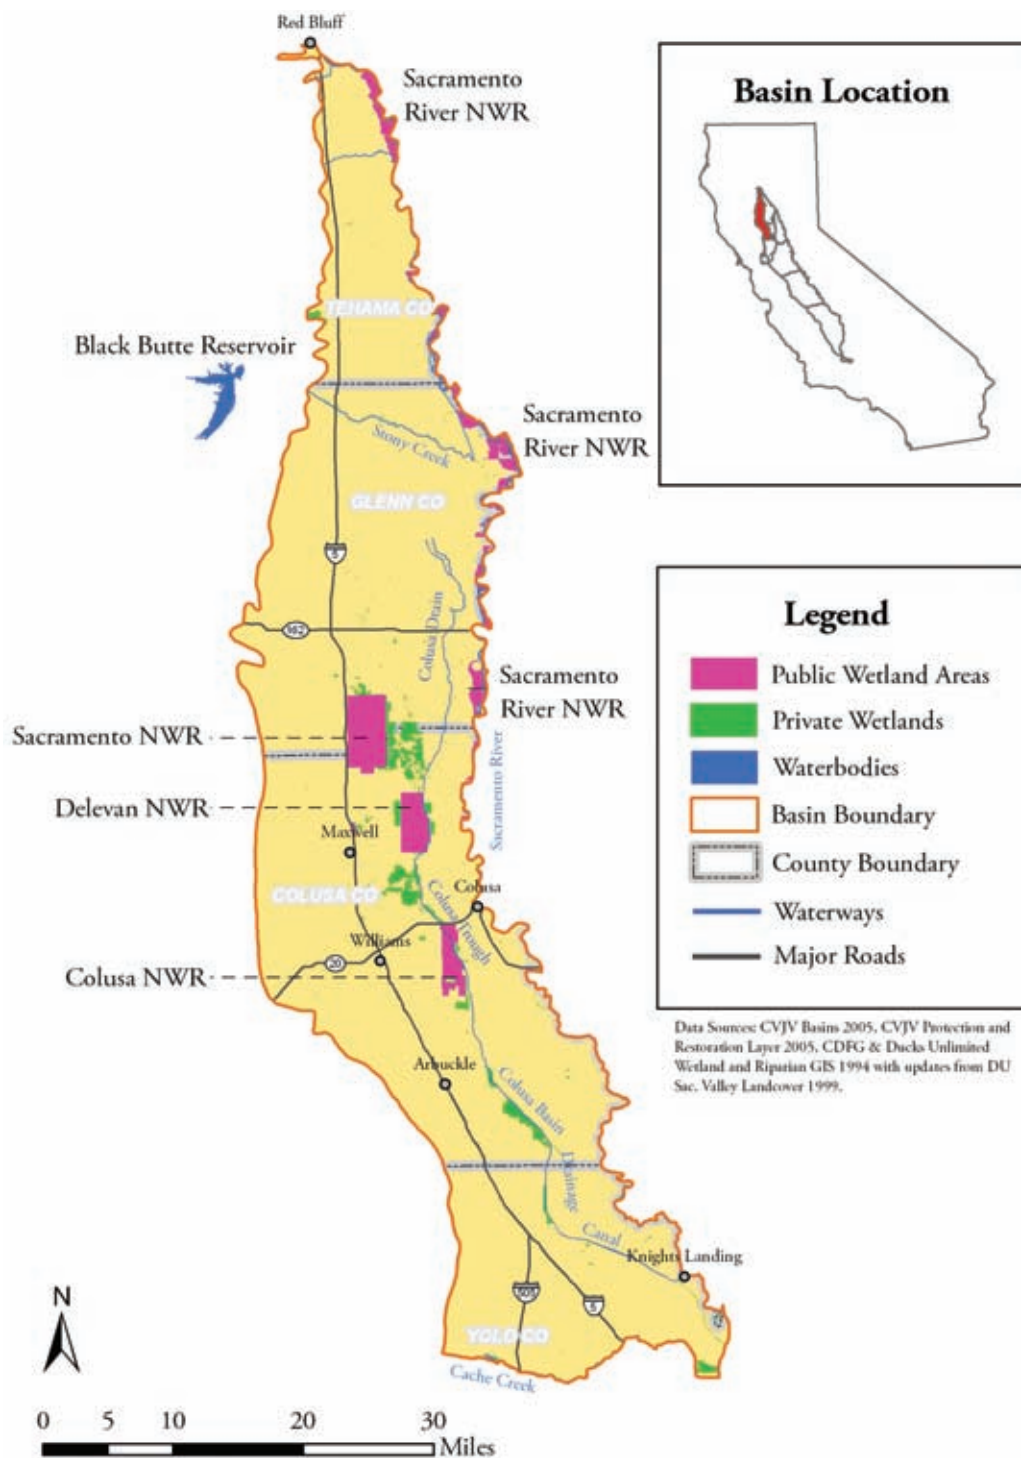 Red Bluff
Sacramento
River NWR
TEHAMA CO
Black Butte Reservoir
Sacramento
River NWR
Stony Creek
GLENN CO
5
Colusa Drain
162
Sacramento
River NWR
Sacramento NWR
Sacramento River
Delevan NWR
Maxwell
COLUSA CO
Colusa
Colusa Trough
Williams
20
Colusa NWR
Arbuckle
Colusa Basin
Drainage
Canal
Knights Landing
505
5
YOLO CO
Cache Creek
N
0 5 10 20 30
Miles
Basin Location
Legend
Public Wetland Areas
Private Wetlands
Waterbodies
Basin Boundary
County Boundary
Waterways
Major Roads
Data Sources: CVJV Basins 2005, CVJV Protection and
Restoration Layer 2005, CDFG & Ducks Unlimited
Wetland and Riparian GIS 1994 with updates from DU
Sac. Valley Landcover 1999.